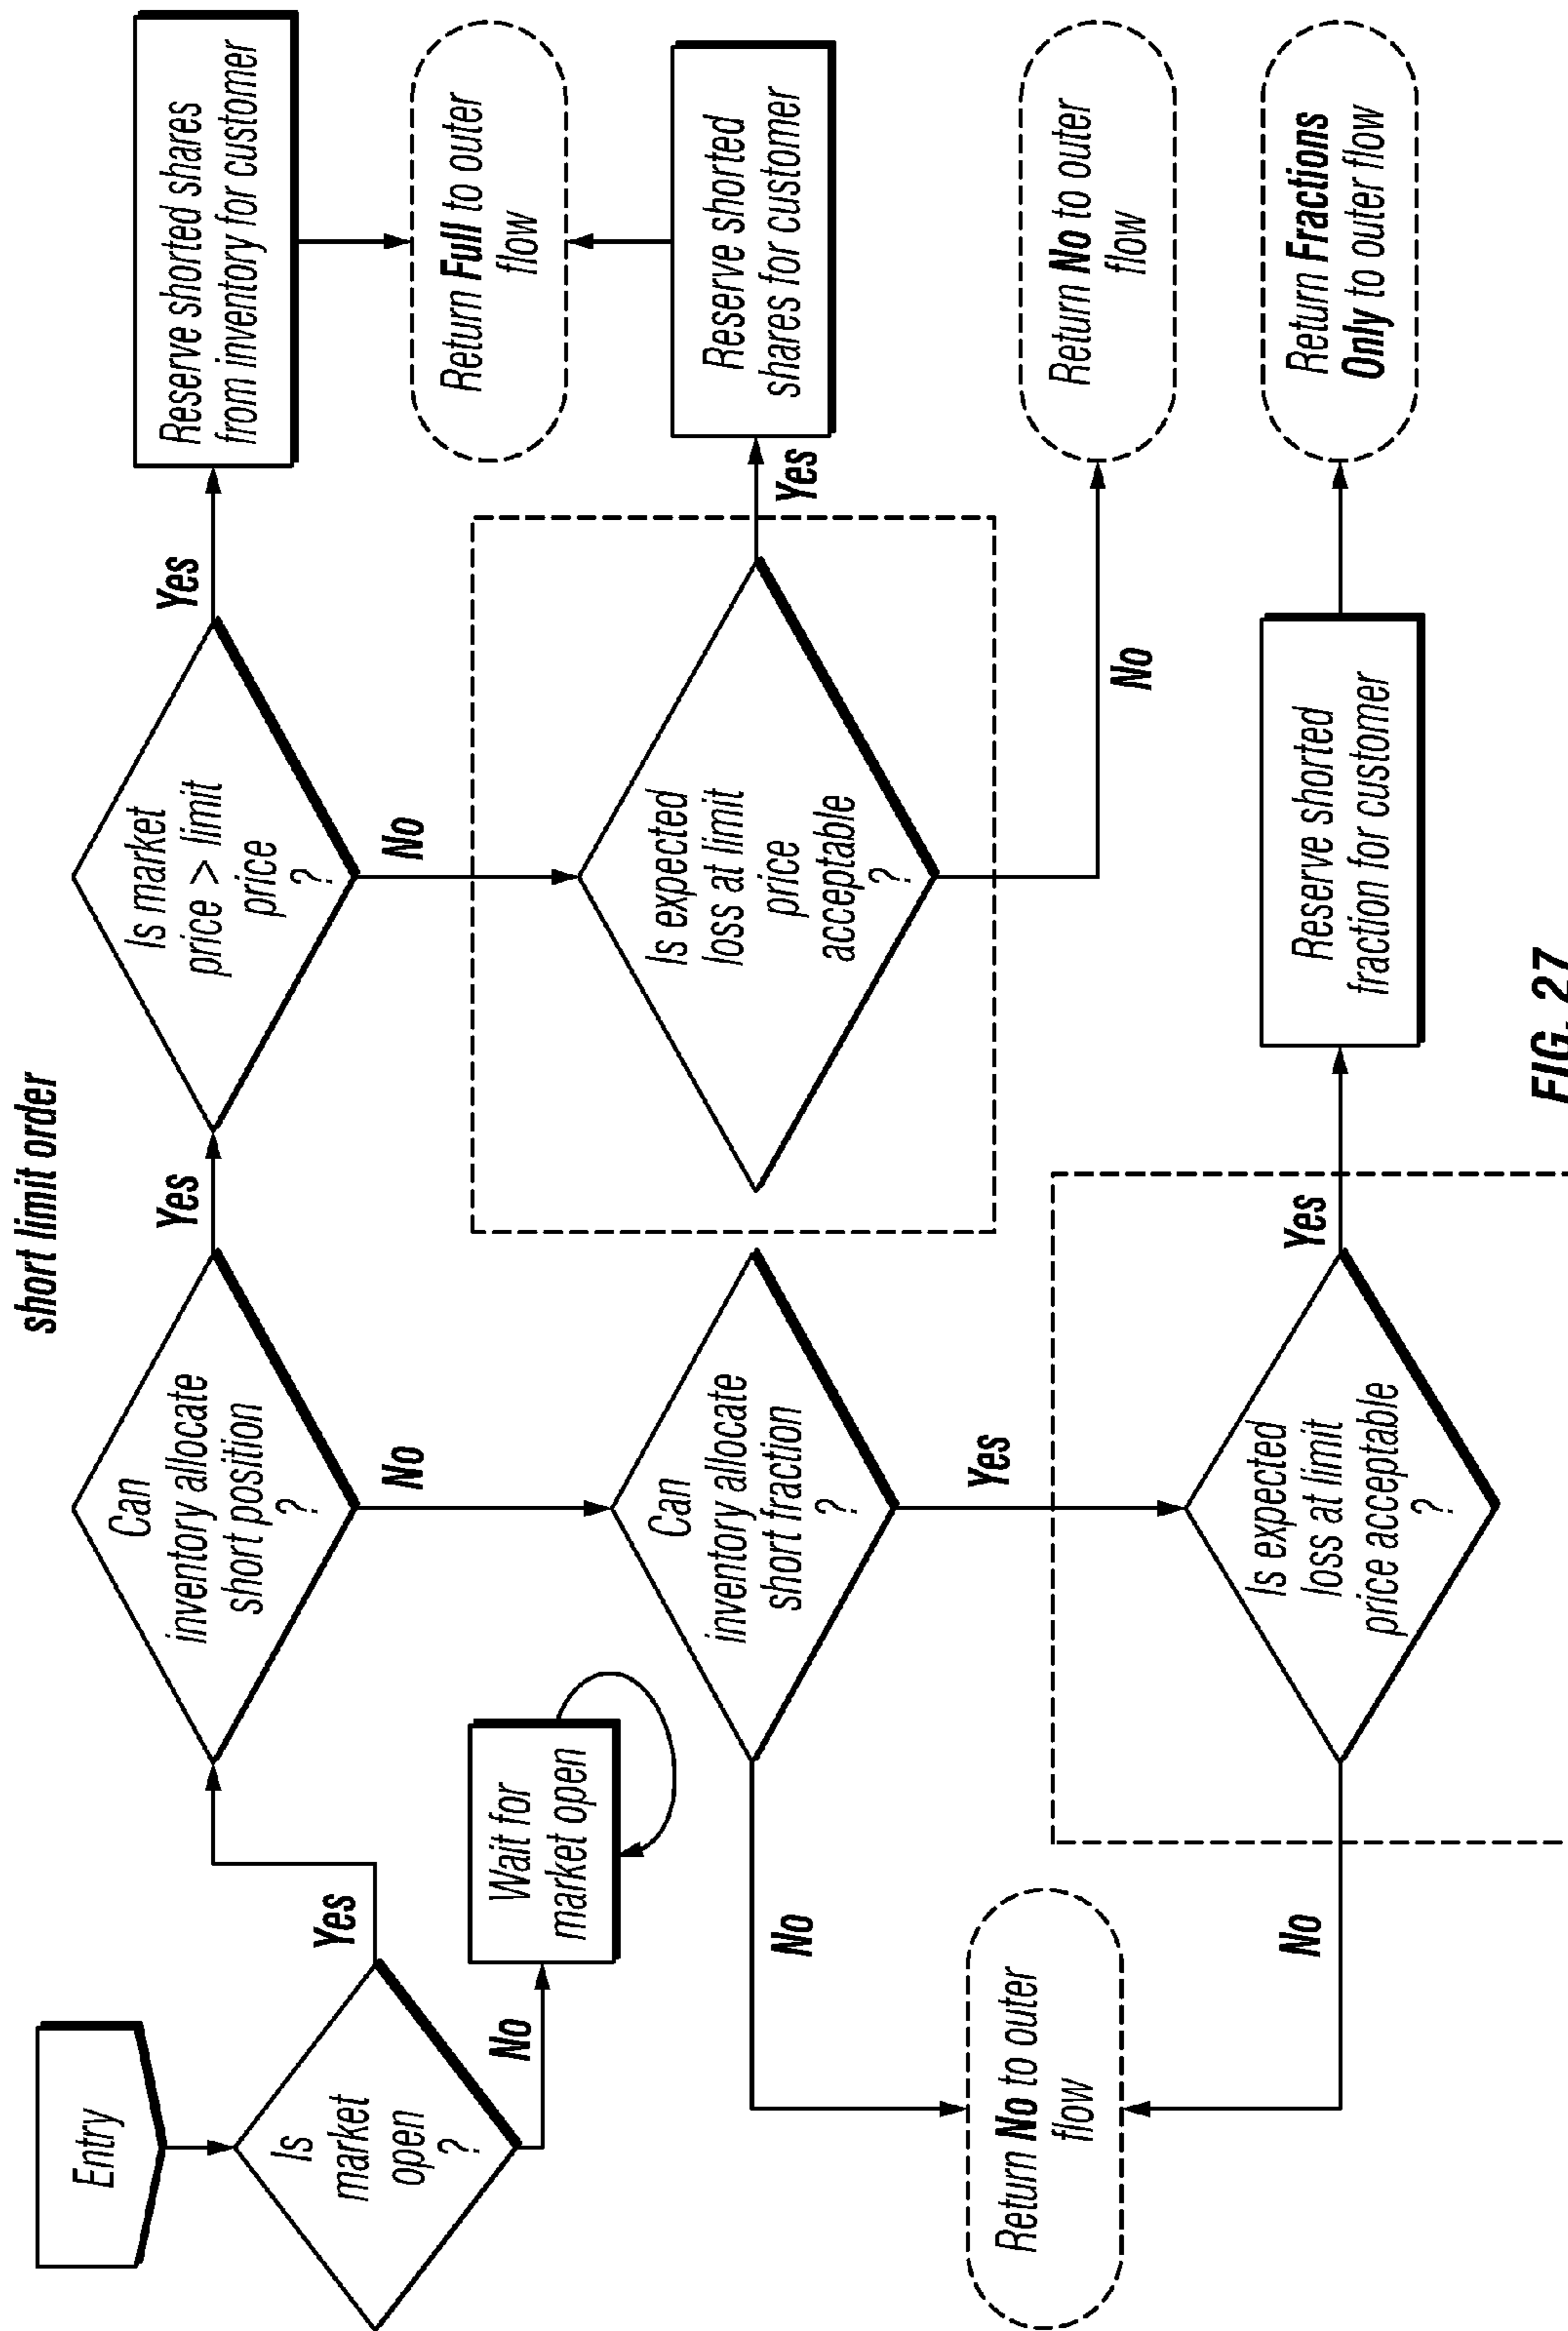 short limit order
Entry
Is
market
open
?
Yes
No
Wait for
market open
Can
inventory allocate
short position
?
Yes
No
Is market
price > limit
price
?
Yes
No
Reserve shorted shares
from inventory for customer
Return Full to outer
flow
Reserve shorted
shares for customer
Is expected
loss at limit
price
acceptable
?
Yes
No
Return No to outer
flow
Can
inventory allocate
short fraction
?
No
Yes
Return No to outer
flow
Is expected
loss at limit
price acceptable
?
No
Yes
Reserve shorted
fraction for customer
Return Fractions
Only to outer flow
FIG. 27